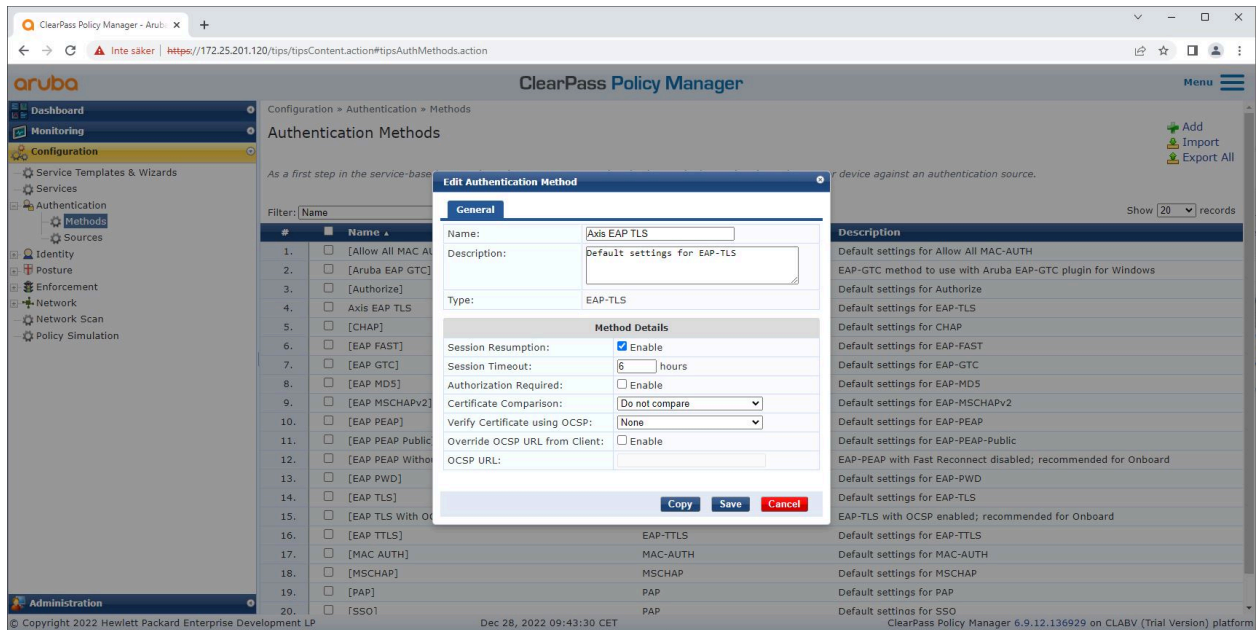 ClearPass Policy Manager - Aruba
Inte säker | https://172.25.201.120/tips/tipsContent.action#tipsAuthMethods.action
aruba
ClearPass Policy Manager
Menu
Dashboard
Monitoring
Configuration
Service Templates & Wizards
Services
Authentication
Methods
Sources
Identity
Posture
Enforcement
Network
Network Scan
Policy Simulation
Administration
Configuration » Authentication » Methods
Authentication Methods
Add
Import
Export All
As a first step in the service-base
r device against an authentication source.
Filter: Name
Show 20 records
# Name Description
1. [Allow All MAC AU Default settings for Allow All MAC-AUTH
2. [Aruba EAP GTC] EAP-GTC method to use with Aruba EAP-GTC plugin for Windows
3. [Authorize] Default settings for Authorize
4. Axis EAP TLS Default settings for EAP-TLS
5. [CHAP] Default settings for CHAP
6. [EAP FAST] Default settings for EAP-FAST
7. [EAP GTC] Default settings for EAP-GTC
8. [EAP MD5] Default settings for EAP-MD5
9. [EAP MSCHAPv2] Default settings for EAP-MSCHAPv2
10. [EAP PEAP] Default settings for EAP-PEAP
11. [EAP PEAP Public Default settings for EAP-PEAP-Public
12. [EAP PEAP Withou EAP-PEAP with Fast Reconnect disabled; recommended for Onboard
13. [EAP PWD] Default settings for EAP-PWD
14. [EAP TLS] Default settings for EAP-TLS
15. [EAP TLS With OC EAP-TLS with OCSP enabled; recommended for Onboard
16. [EAP TTLS] EAP-TTLS Default settings for EAP-TTLS
17. [MAC AUTH] MAC-AUTH Default settings for MAC-AUTH
18. [MSCHAP] MSCHAP Default settings for MSCHAP
19. [PAP] PAP Default settings for PAP
20. [SSO] PAP Default settings for SSO
Edit Authentication Method
General
Name: Axis EAP TLS
Description: Default settings for EAP-TLS
Type: EAP-TLS
Method Details
Session Resumption: Enable
Session Timeout: 6 hours
Authorization Required: Enable
Certificate Comparison: Do not compare
Verify Certificate using OCSP: None
Override OCSP URL from Client: Enable
OCSP URL:
Copy Save Cancel
© Copyright 2022 Hewlett Packard Enterprise Development LP
Dec 28, 2022 09:43:30 CET
ClearPass Policy Manager 6.9.12.136929 on CLABV (Trial Version) platform